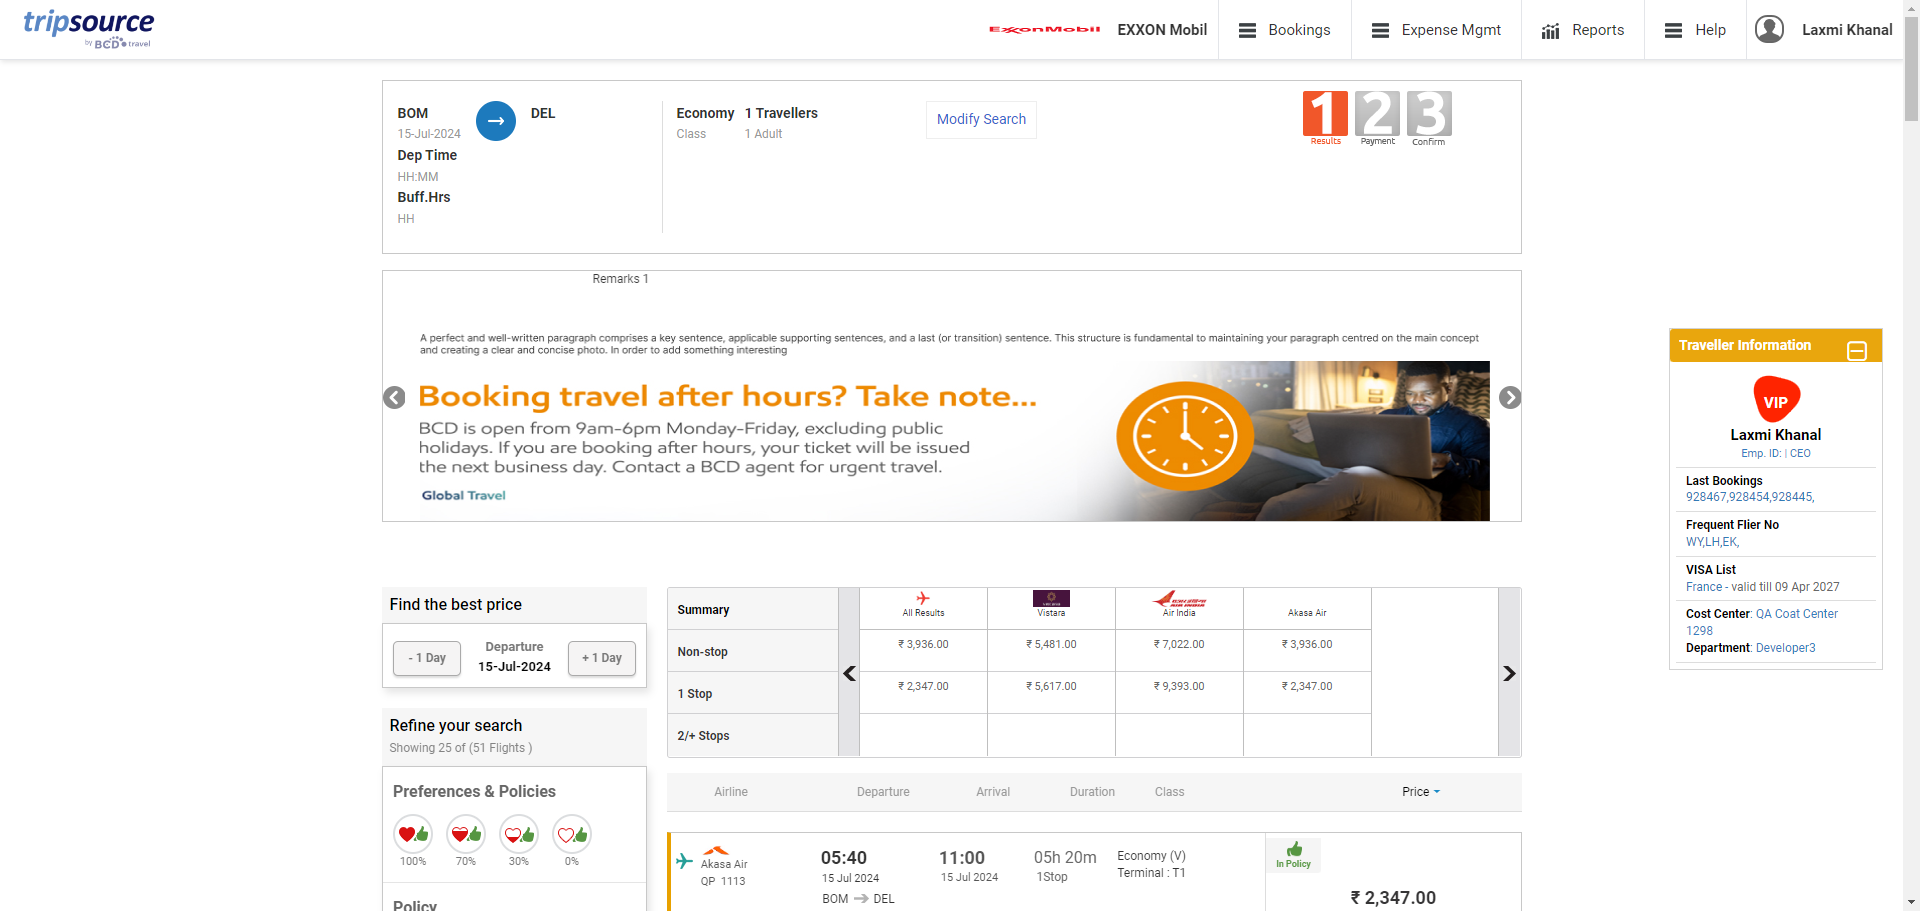 tripsource
by BCD travel
ExxonMobil
EXXON Mobil
Bookings
Expense Mgmt
Reports
Help
Laxmi Khanal
BOM
15-Jul-2024
DEL
Dep Time
HH:MM
Buff.Hrs
HH
Economy
Class
1 Travellers
1 Adult
Modify Search
1 2 3
Results Payment Confirm
Remarks 1
A perfect and well-written paragraph comprises a key sentence, applicable supporting sentences, and a last (or transition) sentence. This structure is fundamental to maintaining your paragraph centred on the main concept
and creating a clear and concise photo. In order to add something interesting
Booking travel after hours? Take note...
BCD is open from 9am-6pm Monday-Friday, excluding public
holidays. If you are booking after hours, your ticket will be issued
the next business day. Contact a BCD agent for urgent travel.
Global Travel
Traveller Information
VIP
Laxmi Khanal
Emp. ID: | CEO
Last Bookings
928467,928454,928445,
Frequent Flier No
WY,LH,EK,
VISA List
France - valid till 09 Apr 2027
Cost Center: QA Coat Center
1298
Department: Developer3
Find the best price
- 1 Day
Departure
15-Jul-2024
+ 1 Day
Refine your search
Showing 25 of (51 Flights )
Preferences & Policies
100% 70% 30% 0%
Policy
Summary All Results Vistara Air India Akasa Air
Non-stop ₹ 3,936.00 ₹ 5,481.00 ₹ 7,022.00 ₹ 3,936.00
1 Stop ₹ 2,347.00 ₹ 5,617.00 ₹ 9,393.00 ₹ 2,347.00
2/+ Stops
Airline Departure Arrival Duration Class Price
Akasa Air
QP 1113
05:40
15 Jul 2024
BOM DEL
11:00
15 Jul 2024
05h 20m
1Stop
Economy (V)
Terminal : T1
In Policy
₹ 2,347.00